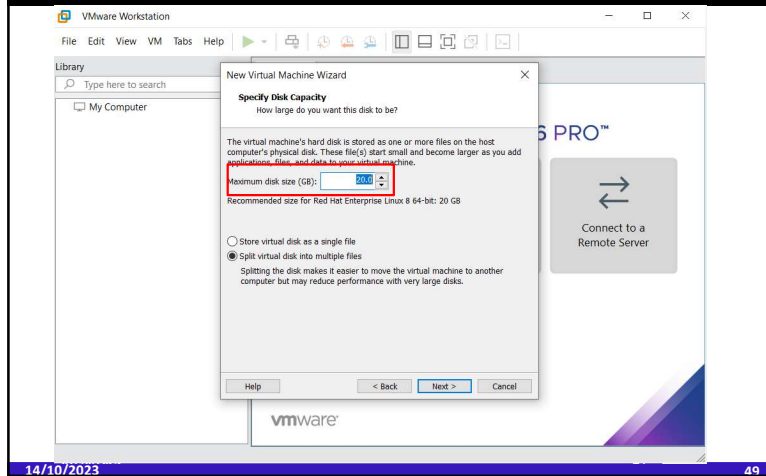 VMware Workstation
File Edit View VM Tabs Help
Library
Type here to search
My Computer
PRO™
Connect to a
Remote Server
New Virtual Machine Wizard
Specify Disk Capacity
How large do you want this disk to be?
The virtual machine's hard disk is stored as one or more files on the host
computer's physical disk. These file(s) start small and become larger as you add
applications, files, and data to your virtual machine.
Maximum disk size (GB): 20.0
Recommended size for Red Hat Enterprise Linux 8 64-bit: 20 GB
Store virtual disk as a single file
Split virtual disk into multiple files
Splitting the disk makes it easier to move the virtual machine to another
computer but may reduce performance with very large disks.
Help < Back Next > Cancel
vmware
14/10/2023 49